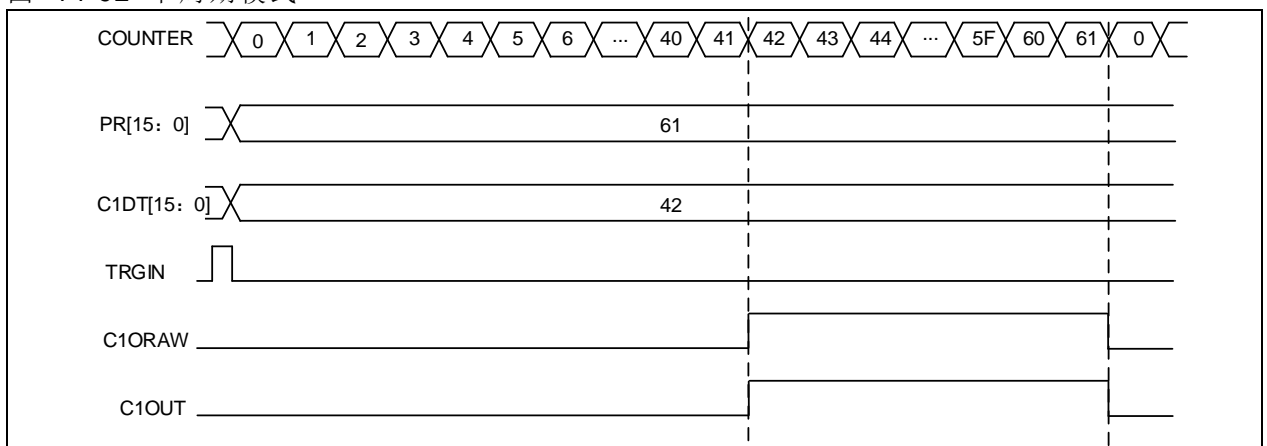 COUNTER 0 1 2 3 4 5 6 ... 40 41 42 43 44 ... 5F 60 61 0
PR[15：0] 61
C1DT[15：0] 42
TRGIN
C1ORAW
C1OUT